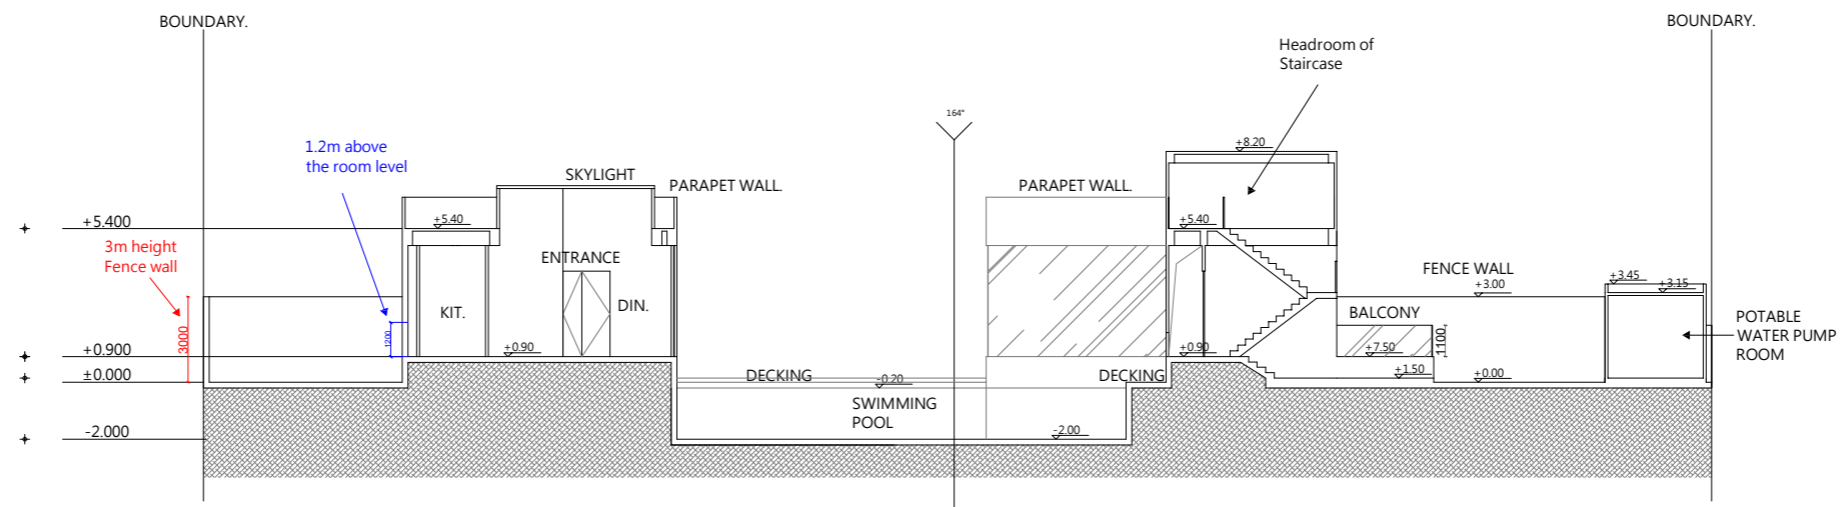 BOUNDARY.
BOUNDARY.
Headroom of
Staircase
164°
1.2m above
the room level
+8.20
SKYLIGHT
PARAPET WALL.
PARAPET WALL.
+5.400
+5.40
+5.40
3m height
Fence wall
ENTRANCE
FENCE WALL
+3.00
+3.45
+3.15
KIT.
DIN.
BALCONY
POTABLE
WATER PUMP
ROOM
3000
1200
1100
+0.900
+0.90
+0.90
+7.50
±0.000
DECKING
-0.20
DECKING
+1.50
+0.00
SWIMMING
POOL
-2.000
-2.00